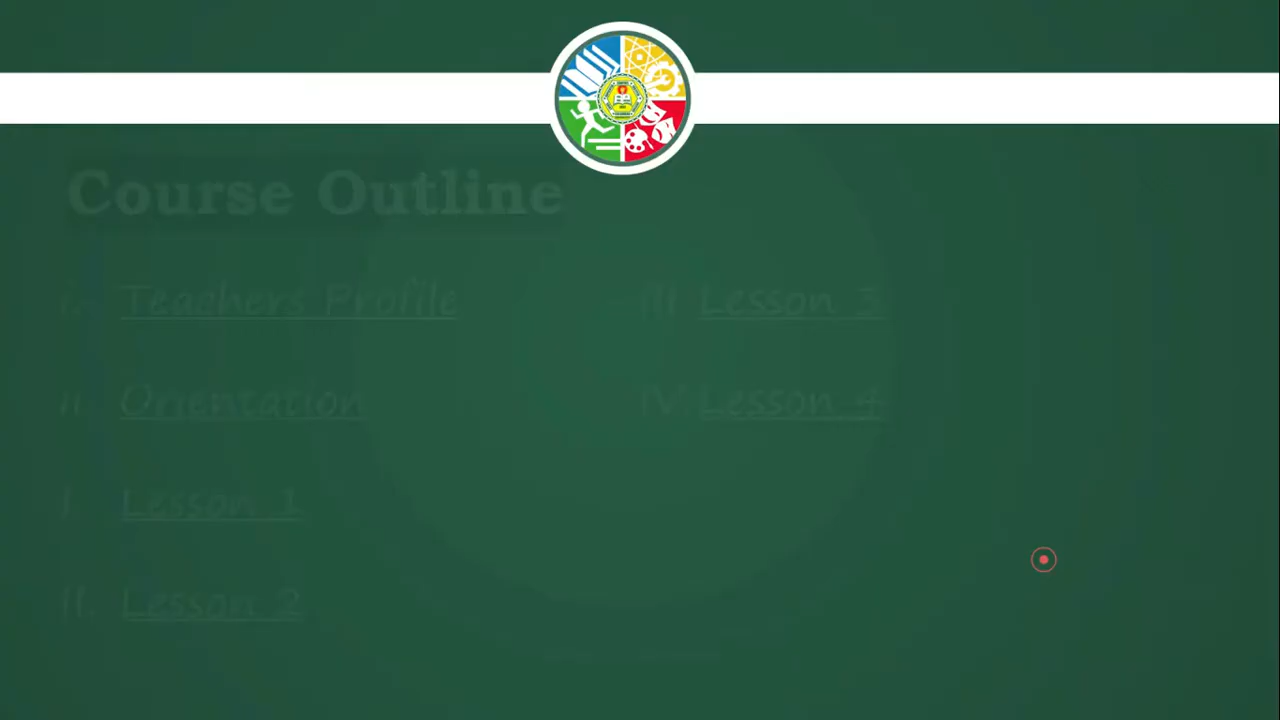 Course Outline
i. Teachers Profile
ii. Orientation
I. Lesson 1
II. Lesson 2
III. Lesson 3
IV. Lesson 4